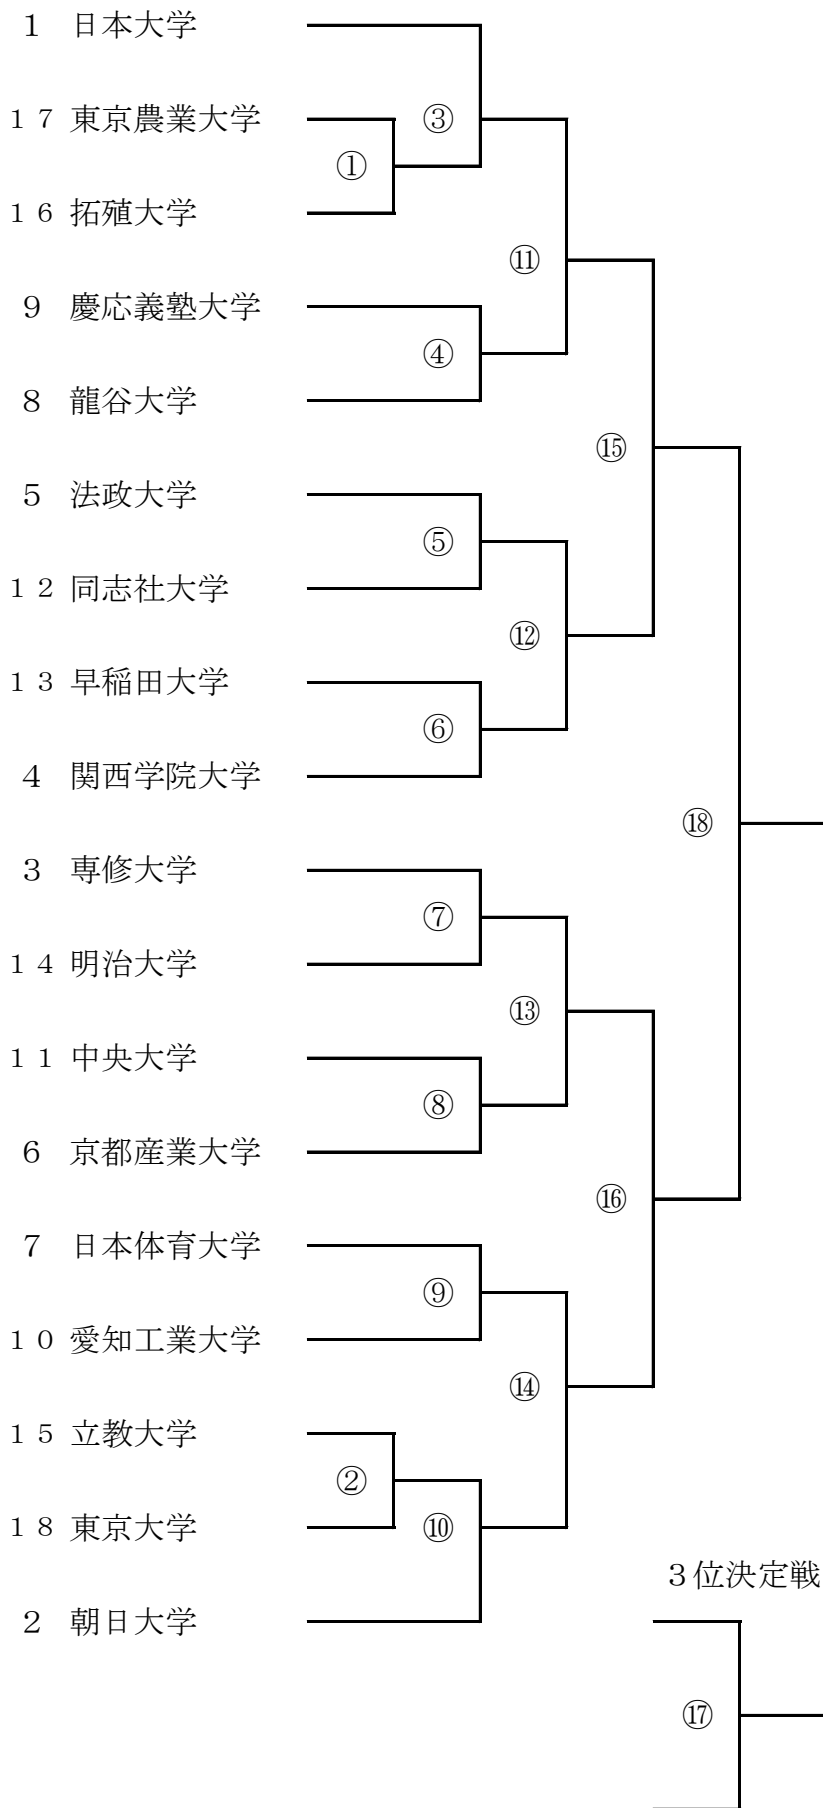 1 日本大学
17 東京農業大学
③
①
16 拓殖大学
⑪
9 慶応義塾大学
④
8 龍谷大学
⑮
5 法政大学
⑤
12 同志社大学
⑫
13 早稲田大学
⑥
4 関西学院大学
⑱
3 専修大学
⑦
14 明治大学
⑬
11 中央大学
⑧
6 京都産業大学
⑯
7 日本体育大学
⑨
10 愛知工業大学
⑭
15 立教大学
②
18 東京大学
⑩
3位決定戦
2 朝日大学
⑰